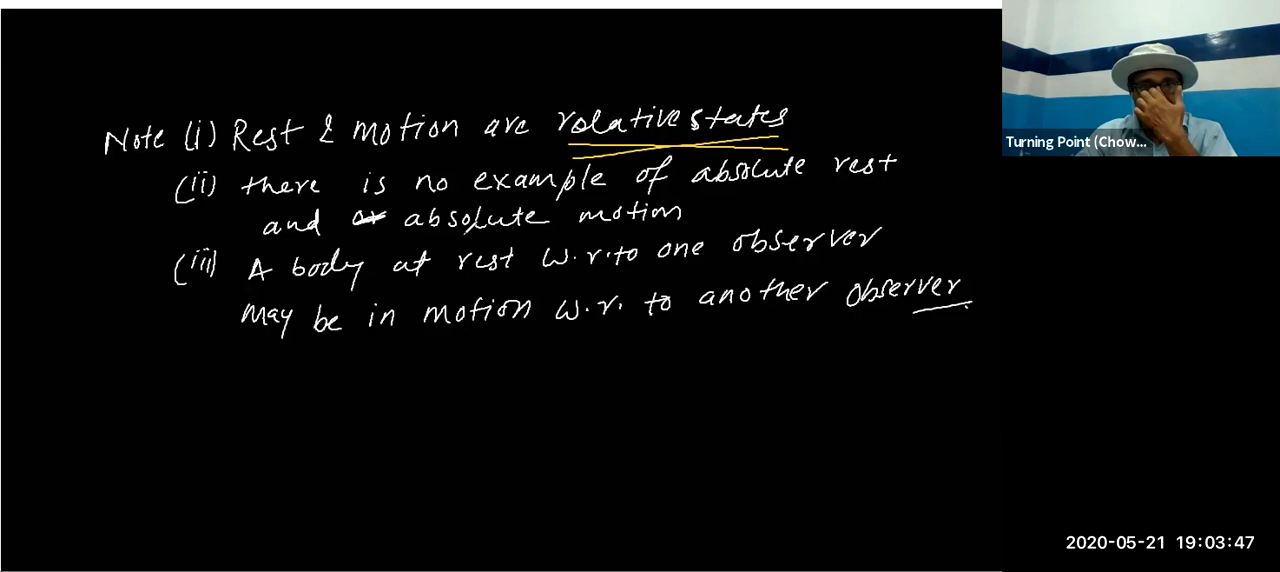 Note (i) Rest & motion are rolative states
(ii) there is no example of absolute rest
and absolute motion
(iii) A body at rest w.r.to one observer
may be in motion w.r. to another observer.
Turning Point (Chow...
2020-05-21 19:03:47